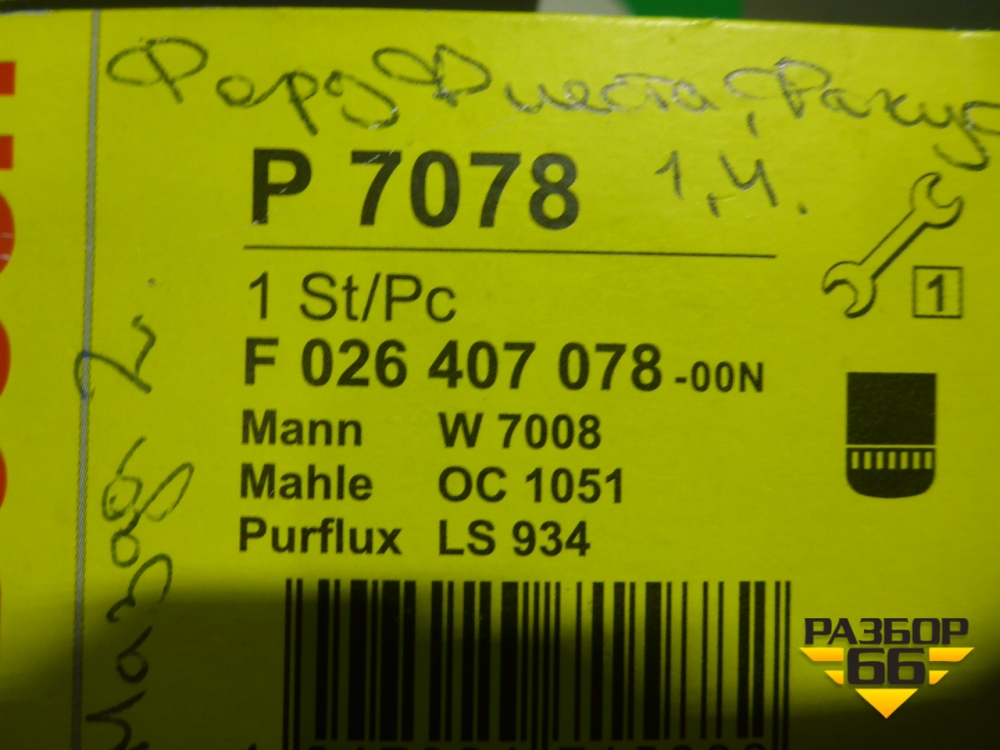 Форд Фиеста, Фокус
1,4.
P 7078
1
1 St/Pc
F 026 407 078 -00N
Mann W 7008
Mahle OC 1051
Purflux LS 934
РАЗБОР
66